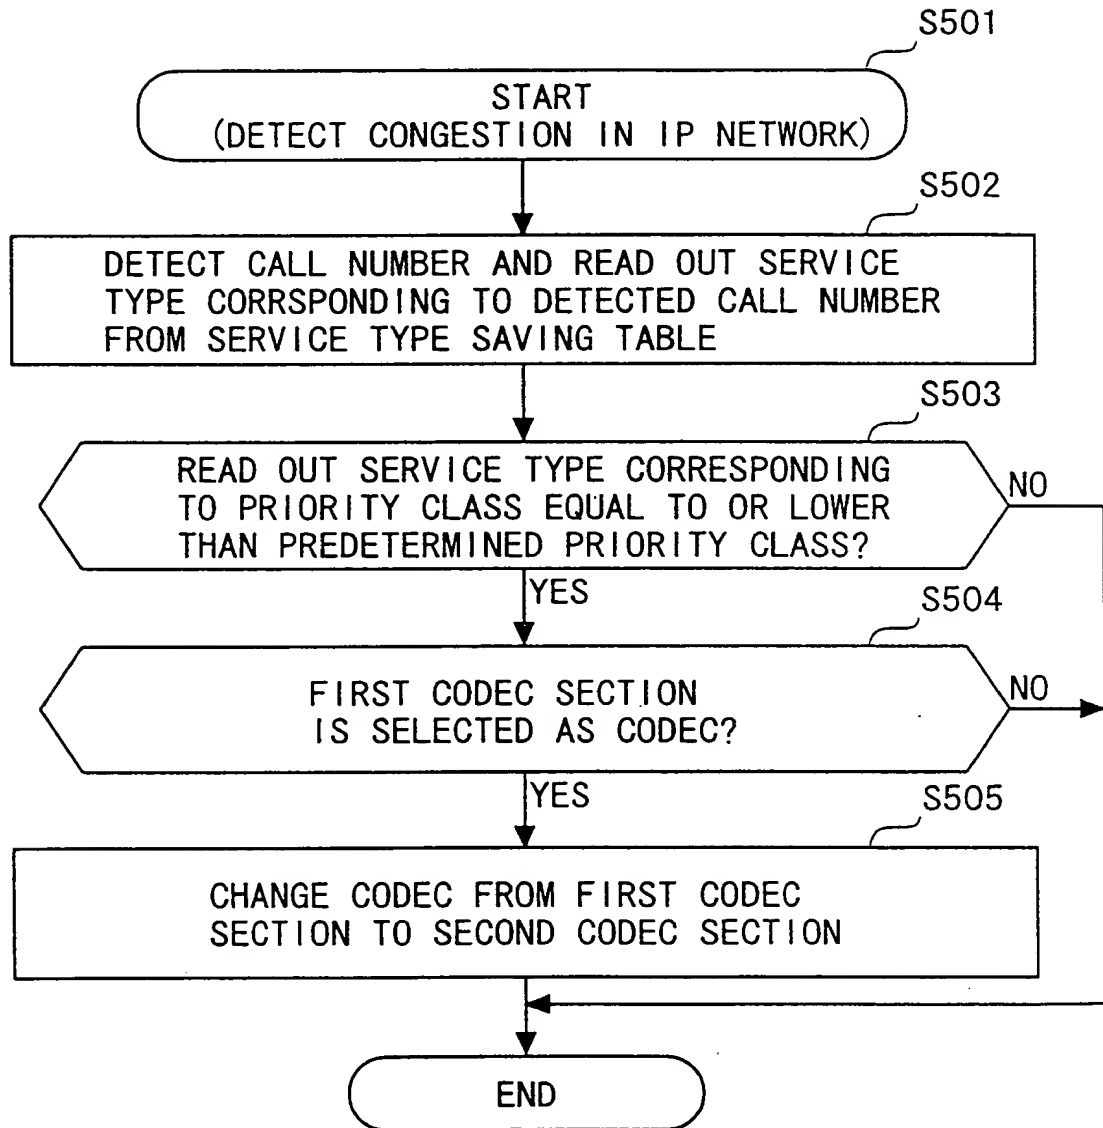 S501
START
(DETECT CONGESTION IN IP NETWORK)
S502
DETECT CALL NUMBER AND READ OUT SERVICE
TYPE CORRSPONDING TO DETECTED CALL NUMBER
FROM SERVICE TYPE SAVING TABLE
S503
READ OUT SERVICE TYPE CORRESPONDING
TO PRIORITY CLASS EQUAL TO OR LOWER
THAN PREDETERMINED PRIORITY CLASS?
NO
YES
S504
FIRST CODEC SECTION
IS SELECTED AS CODEC?
NO
YES
S505
CHANGE CODEC FROM FIRST CODEC
SECTION TO SECOND CODEC SECTION
END